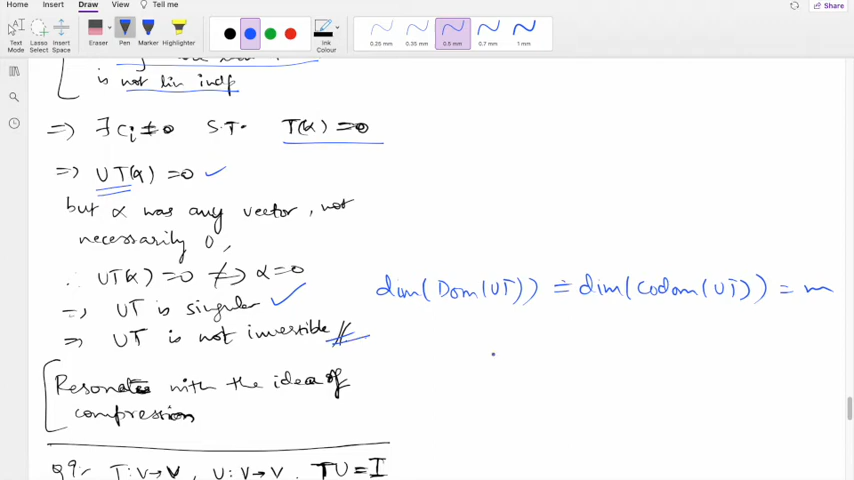 Home Insert Draw View
Share
Text Mode
Lasso Select
Insert Space
Eraser
Pen
Marker
Highlighter
Ink Colour
0.25 mm
0.35 mm
0.5 mm
0.7 mm
1 mm
is not lin indp
=> ∃ ci ≠ 0 S.T. T(α) = 0
=> UT(α) = 0 ✓
but α was any vector, not
necessarily 0,
∴ UT(α) = 0 ≠> α = 0
dim(Dom(UT)) = dim(Codom(UT)) = m
=> UT is singular ✓
=> UT is not invertible //
Resonates with the idea of
compression
Q9:- T: V→V, U: V→V, TU = I